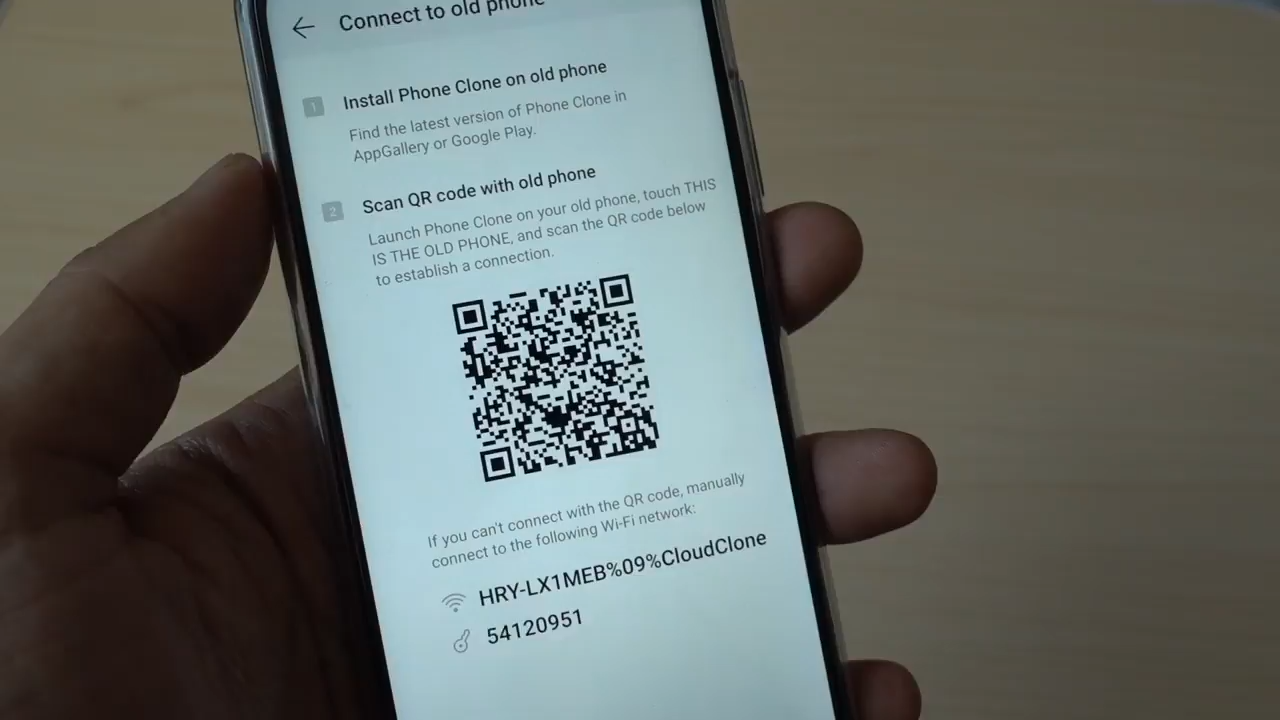 Connect to old phone
1
Install Phone Clone on old phone
Find the latest version of Phone Clone in
AppGallery or Google Play.
2
Scan QR code with old phone
Launch Phone Clone on your old phone, touch THIS
IS THE OLD PHONE, and scan the QR code below
to establish a connection.
If you can't connect with the QR code, manually
connect to the following Wi-Fi network:
HRY-LX1MEB%09%CloudClone
54120951